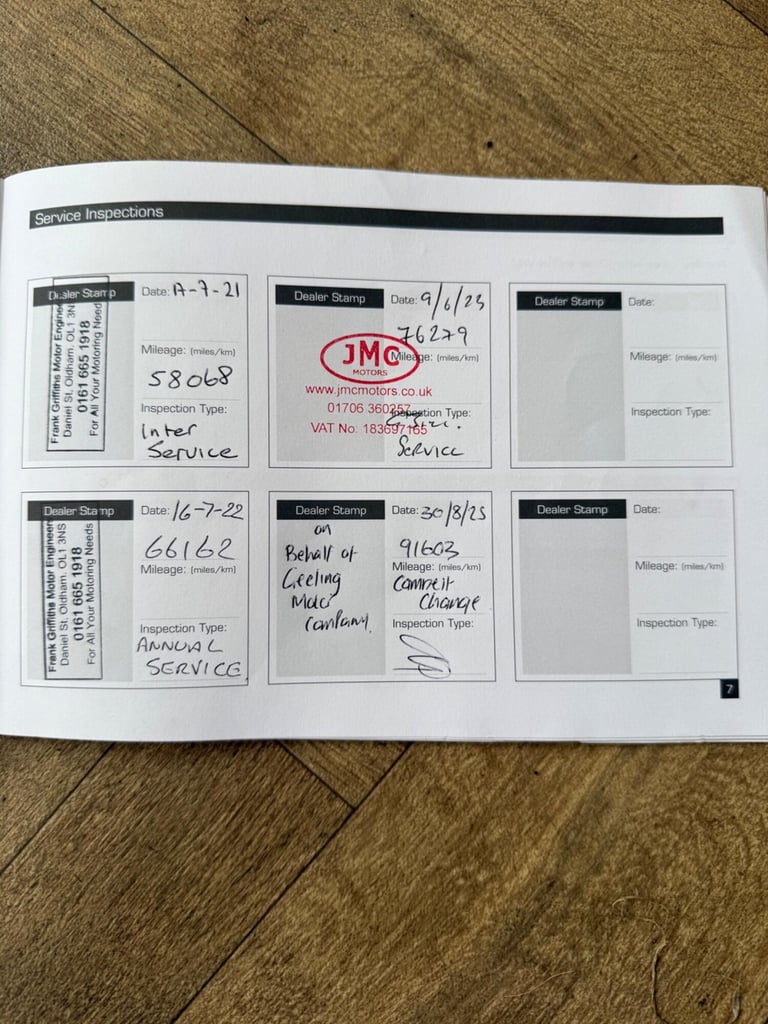 Service Inspections
Dealer Stamp
Frank Griffiths Motor Engineer
Daniel St. Oldham. OL1 3NS
0161 665 1918
For All Your Motoring Needs
Date: 17-7-21
Mileage: (miles/km)
58068
Inspection Type:
Inter
Service
Dealer Stamp
Date: 9/6/23
76279
Mileage: (miles/km)
JMC
MOTORS
www.jmcmotors.co.uk
01706 360257
Inspection Type:
VAT No: 183697165
Service
Dealer Stamp
Date:
Mileage: (miles/km)
Inspection Type:
Dealer Stamp
Frank Griffiths Motor Engineer
Daniel St. Oldham. OL1 3NS
0161 665 1918
For All Your Motoring Needs
Date: 16-7-22
66162
Mileage: (miles/km)
Inspection Type:
ANNUAL
SERVICE
Dealer Stamp
on
Behalf of
Geeling
Motor
Company.
Date: 30/8/25
91603
Mileage: (miles/km)
Cambelt
Change
Inspection Type:
Dealer Stamp
Date:
Mileage: (miles/km)
Inspection Type:
7